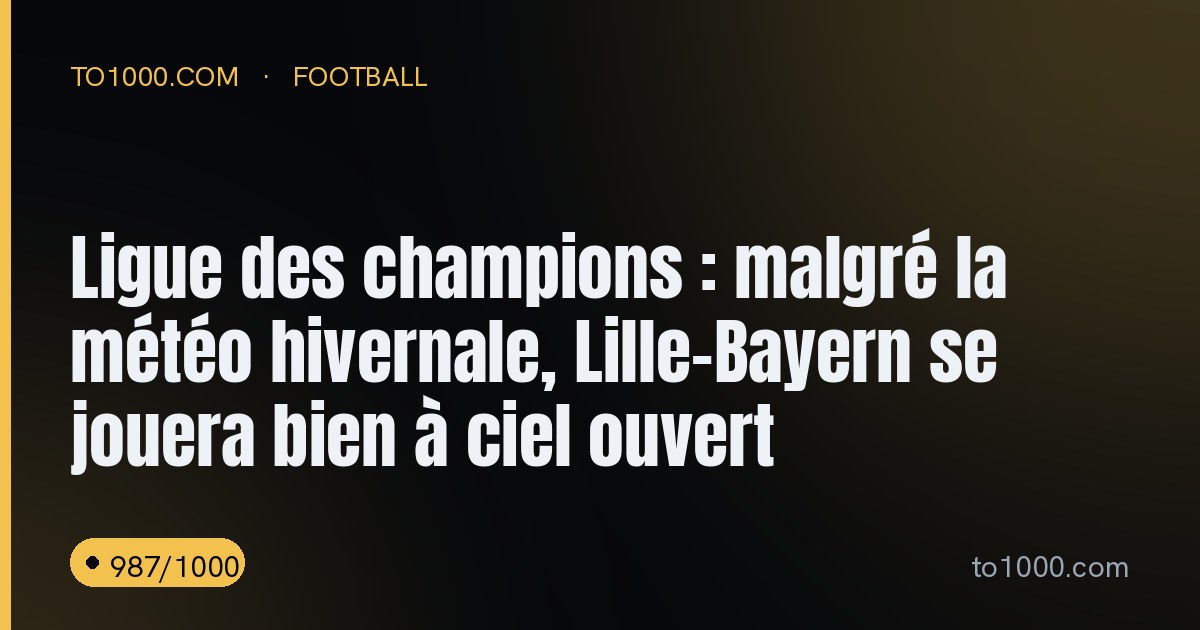 TO1000.COM · FOOTBALL
Ligue des champions : malgré la
météo hivernale, Lille-Bayern se
jouera bien à ciel ouvert
987/1000
to1000.com